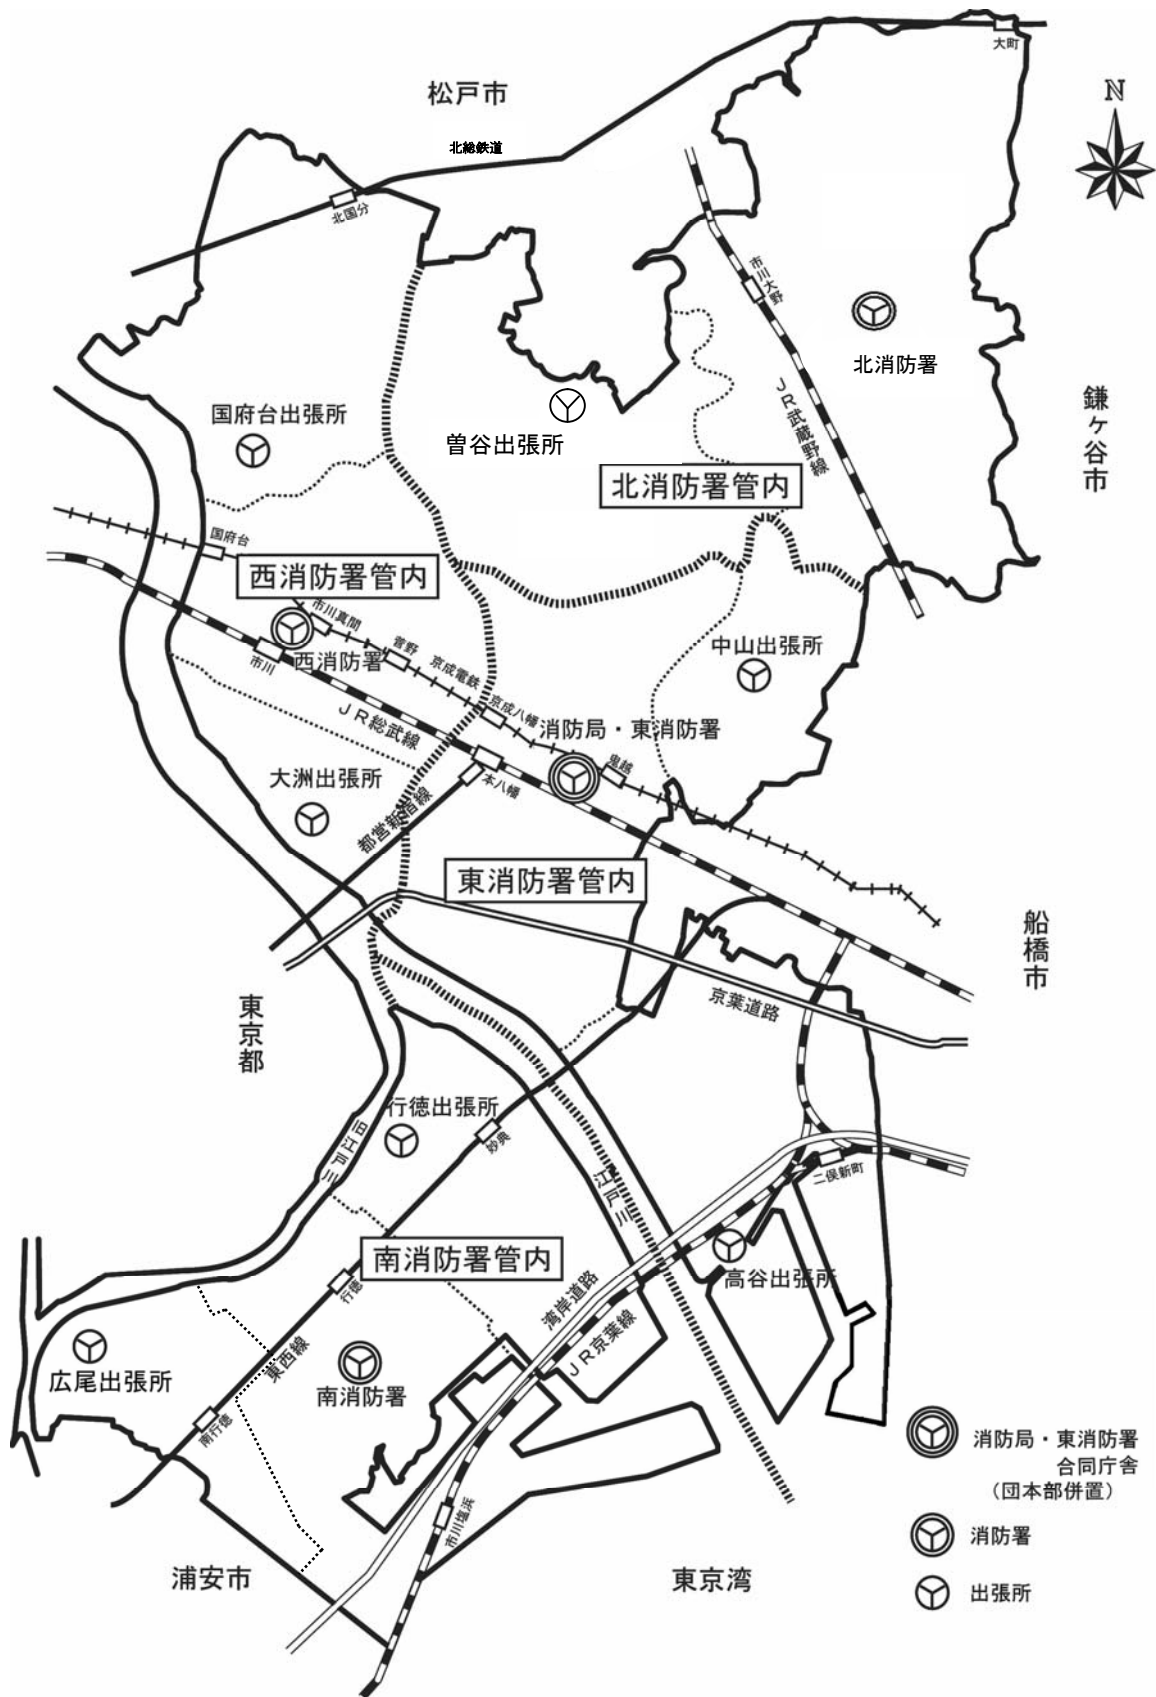 大町
松戸市
N
北総鉄道
北国分
市川大野
北消防署
JR武蔵野線
鎌ヶ谷市
国府台出張所
曽谷出張所
北消防署管内
国府台
西消防署管内
市川真間
菅野
京成電鉄
京成八幡
中山出張所
市川
西消防署
JR総武線
消防局・東消防署
鬼越
大洲出張所
本八幡
都営新宿線
東消防署管内
船橋市
京葉道路
東京都
行徳出張所
旧江戸川
妙典
江戸川
二俣新町
南消防署管内
行徳
高谷出張所
湾岸道路
JR京葉線
東西線
広尾出張所
南消防署
南行徳
消防局・東消防署
合同庁舎
（団本部併置）
市川塩浜
消防署
浦安市
東京湾
出張所